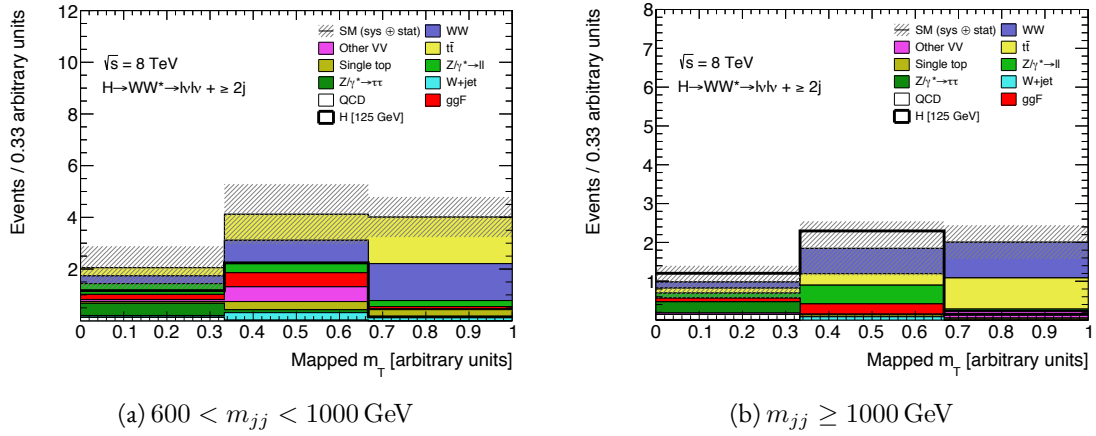 Events / 0.33 arbitrary units
12
10
8
6
4
2
√s = 8 TeV
H→WW*→lνlν + ≥ 2j
SM (sys ⊕ stat)
WW
Other VV
tt̄
Single top
Z/γ*→ll
Z/γ*→ττ
W+jet
QCD
ggF
H [125 GeV]
0 0.1 0.2 0.3 0.4 0.5 0.6 0.7 0.8 0.9 1
Mapped m_T [arbitrary units]
(a) 600 < m_jj < 1000 GeV
Events / 0.33 arbitrary units
8
7
6
5
4
3
2
1
√s = 8 TeV
H→WW*→lνlν + ≥ 2j
SM (sys ⊕ stat)
WW
Other VV
tt̄
Single top
Z/γ*→ll
Z/γ*→ττ
W+jet
QCD
ggF
H [125 GeV]
0 0.1 0.2 0.3 0.4 0.5 0.6 0.7 0.8 0.9 1
Mapped m_T [arbitrary units]
(b) m_jj ≥ 1000 GeV